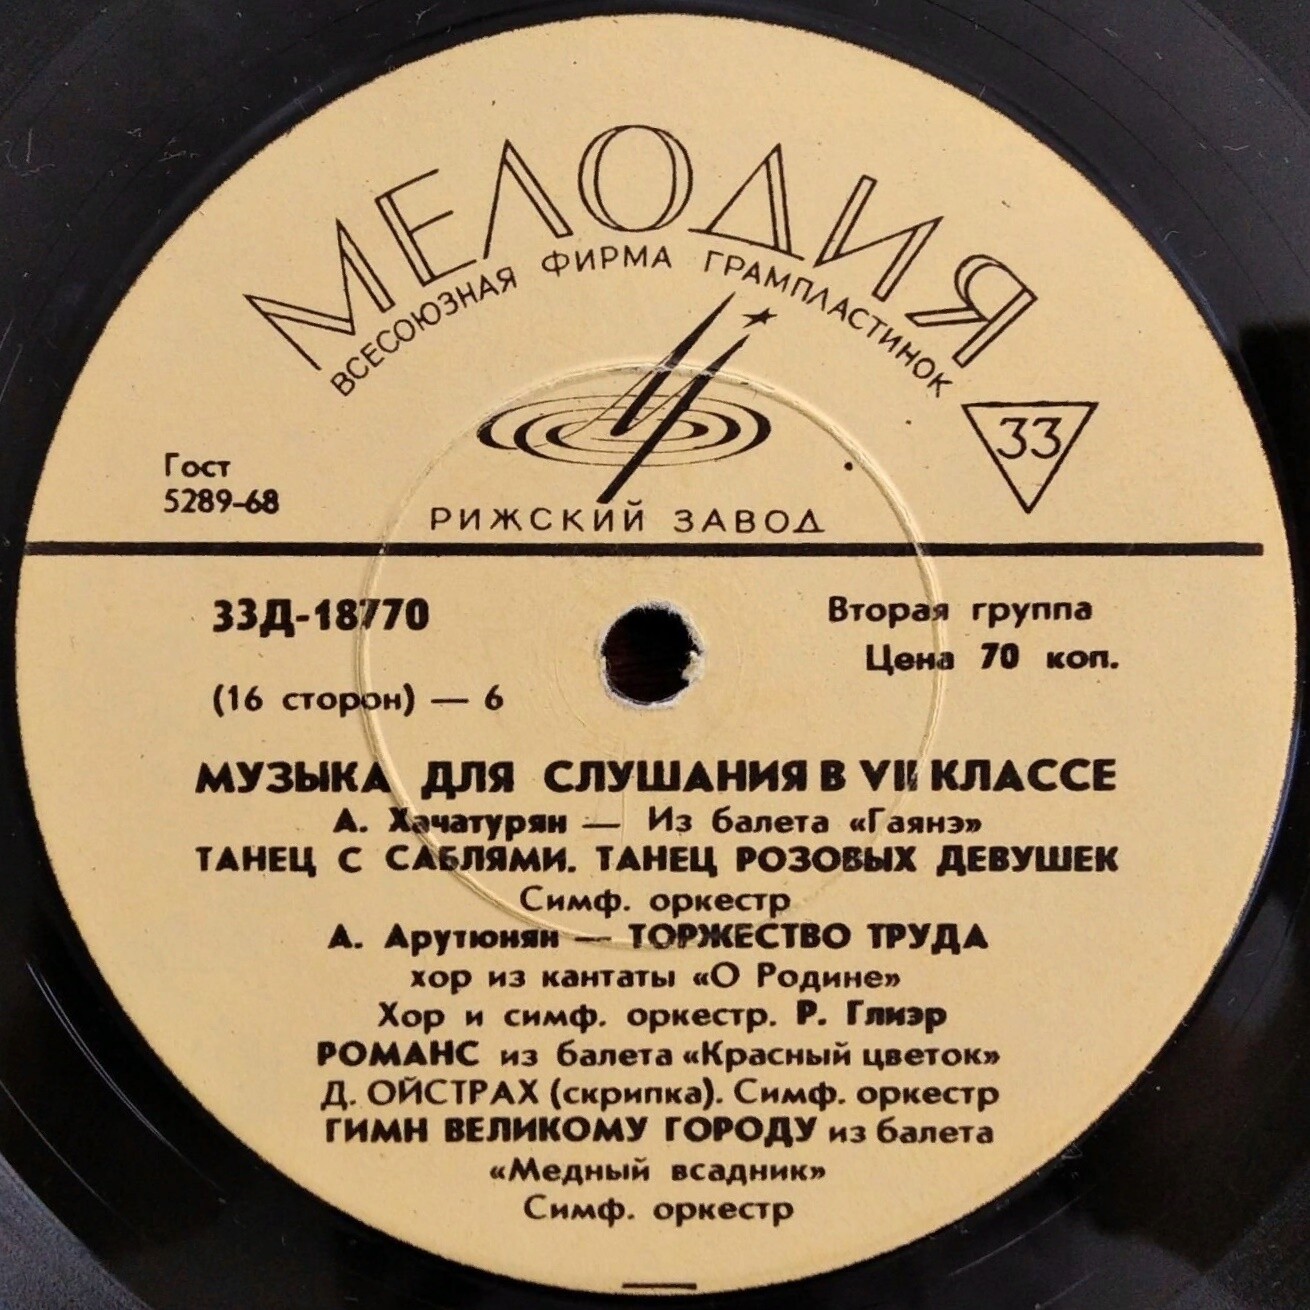 МЕЛОДИЯ
ВСЕСОЮЗНАЯ ФИРМА ГРАМПЛАСТИНОК
33
Гост
5289-68
РИЖСКИЙ ЗАВОД
33Д-18770
Вторая группа
Цена 70 коп.
(16 сторон) — 6
МУЗЫКА ДЛЯ СЛУШАНИЯ В VII КЛАССЕ
А. Хачатурян — Из балета «Гаянэ»
ТАНЕЦ С САБЛЯМИ. ТАНЕЦ РОЗОВЫХ ДЕВУШЕК
Симф. оркестр
А. Арутюнян — ТОРЖЕСТВО ТРУДА
хор из кантаты «О Родине»
Хор и симф. оркестр. Р. Глиэр
РОМАНС из балета «Красный цветок»
Д. ОЙСТРАХ (скрипка). Симф. оркестр
ГИМН ВЕЛИКОМУ ГОРОДУ из балета
«Медный всадник»
Симф. оркестр